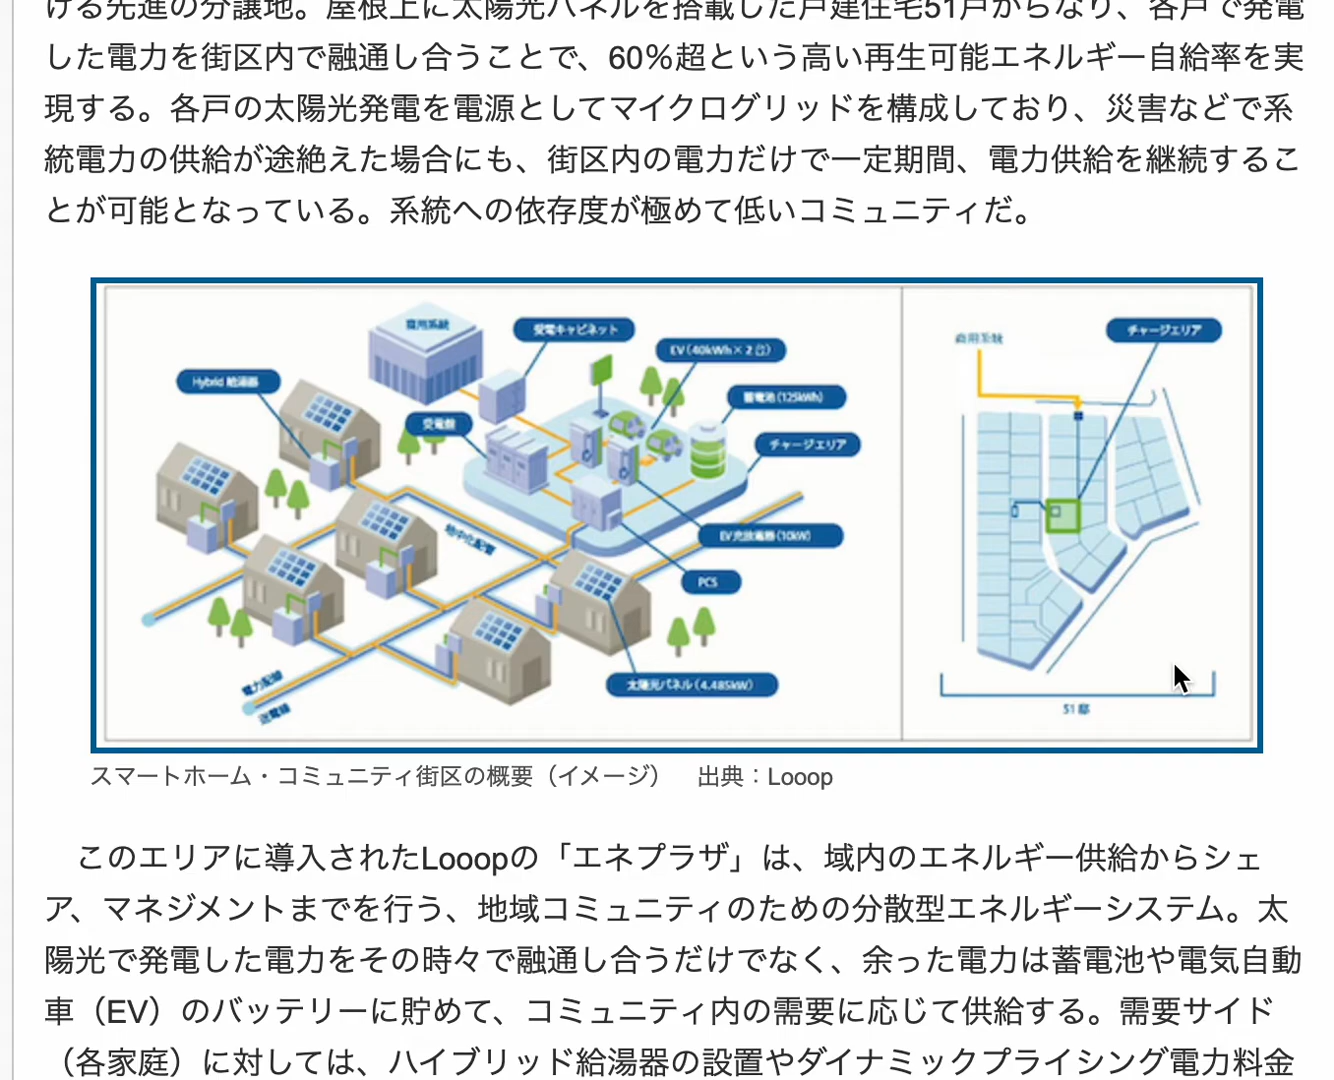 ける先進の分譲地。屋根上に太陽光パネルを搭載した戸建住宅51戸からなり、各戸で発電
した電力を街区内で融通し合うことで、60%超という高い再生可能エネルギー自給率を実
現する。各戸の太陽光発電を電源としてマイクログリッドを構成しており、災害などで系
統電力の供給が途絶えた場合にも、街区内の電力だけで一定期間、電力供給を継続するこ
とが可能となっている。系統への依存度が極めて低いコミュニティだ。
商用系統
受電キャビネット
EV(40kWh×2台)
Hybrid 給湯器
蓄電池(125kWh)
受電盤
チャージエリア
地中化配管
EV充放電器(10kW)
PCS
太陽光パネル(4.485kW)
電力配線
送電線
商用系統
チャージエリア
51邸
スマートホーム・コミュニティ街区の概要（イメージ）　出典：Looop
このエリアに導入されたLooopの「エネプラザ」は、域内のエネルギー供給からシェ
ア、マネジメントまでを行う、地域コミュニティのための分散型エネルギーシステム。太
陽光で発電した電力をその時々で融通し合うだけでなく、余った電力は蓄電池や電気自動
車（EV）のバッテリーに貯めて、コミュニティ内の需要に応じて供給する。需要サイド
（各家庭）に対しては、ハイブリッド給湯器の設置やダイナミックプライシング電力料金